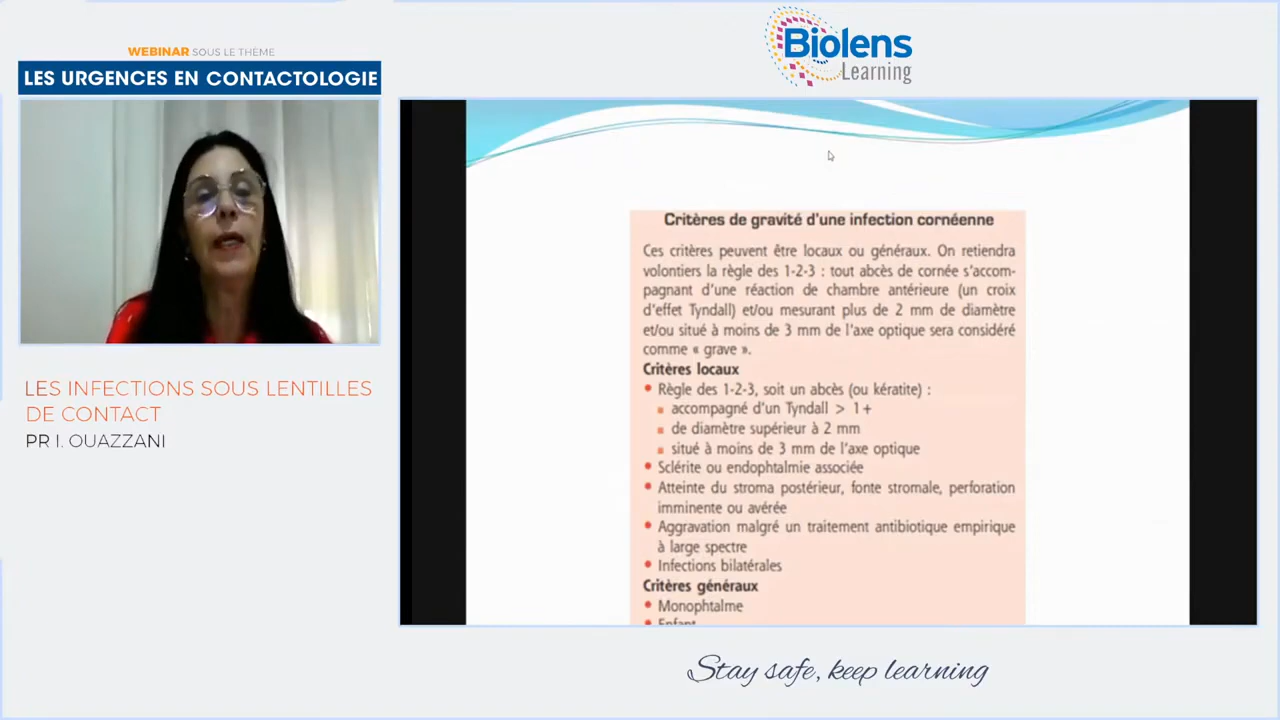 WEBINAR SOUS LE THÈME
LES URGENCES EN CONTACTOLOGIE
Biolens
Learning
LES INFECTIONS SOUS LENTILLES
DE CONTACT
PR I. OUAZZANI
Critères de gravité d'une infection cornéenne
Ces critères peuvent être locaux ou généraux. On retiendra
volontiers la règle des 1-2-3 : tout abcès de cornée s'accom-
pagnant d'une réaction de chambre antérieure (un croix
d'effet Tyndall) et/ou mesurant plus de 2 mm de diamètre
et/ou situé à moins de 3 mm de l'axe optique sera considéré
comme « grave ».
Critères locaux
• Règle des 1-2-3, soit un abcès (ou kératite) :
▪ accompagné d'un Tyndall > 1+
▪ de diamètre supérieur à 2 mm
▪ situé à moins de 3 mm de l'axe optique
• Sclérite ou endophtalmie associée
• Atteinte du stroma postérieur, fonte stromale, perforation
imminente ou avérée
• Aggravation malgré un traitement antibiotique empirique
à large spectre
• Infections bilatérales
Critères généraux
• Monophtalme
• Enfant
Stay safe, keep learning